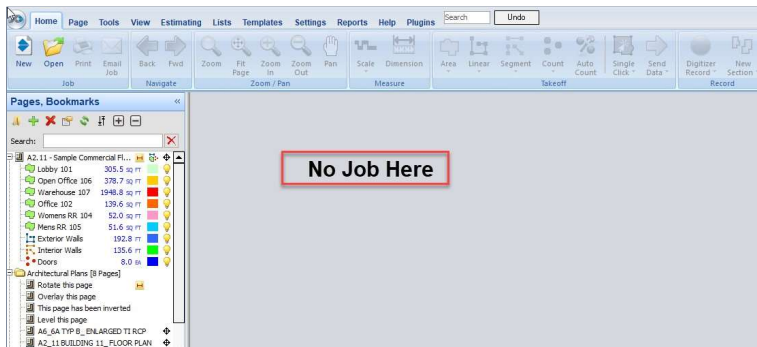 Home Page Tools View Estimating Lists Templates Settings Reports Help Plugins Search Undo
New Open Print Email Job Back Fwd Zoom Fit Page Zoom In Zoom Out Pan Scale Dimension Area Linear Segment Count Auto Count Single Click Send Data Digitizer Record New Section
Job Navigate Zoom / Pan Measure Takeoff Record
Pages, Bookmarks «
Search:
A2.11 - Sample Commercial Fl...
Lobby 101 305.5 SQ FT
No Job Here
Open Office 106 378.7 SQ FT
Warehouse 107 1948.8 SQ FT
Office 102 139.6 SQ FT
Womens RR 104 52.0 SQ FT
Mens RR 105 51.6 SQ FT
Exterior Walls 192.8 FT
Interior Walls 135.6 FT
Doors 8.0 EA
Architectural Plans [8 Pages]
Rotate this page
Overlay this page
This page has been inverted
Level this page
A6_6A TYP B_ ENLARGED TI RCP
A2_11 BUILDING 11_ FLOOR PLAN